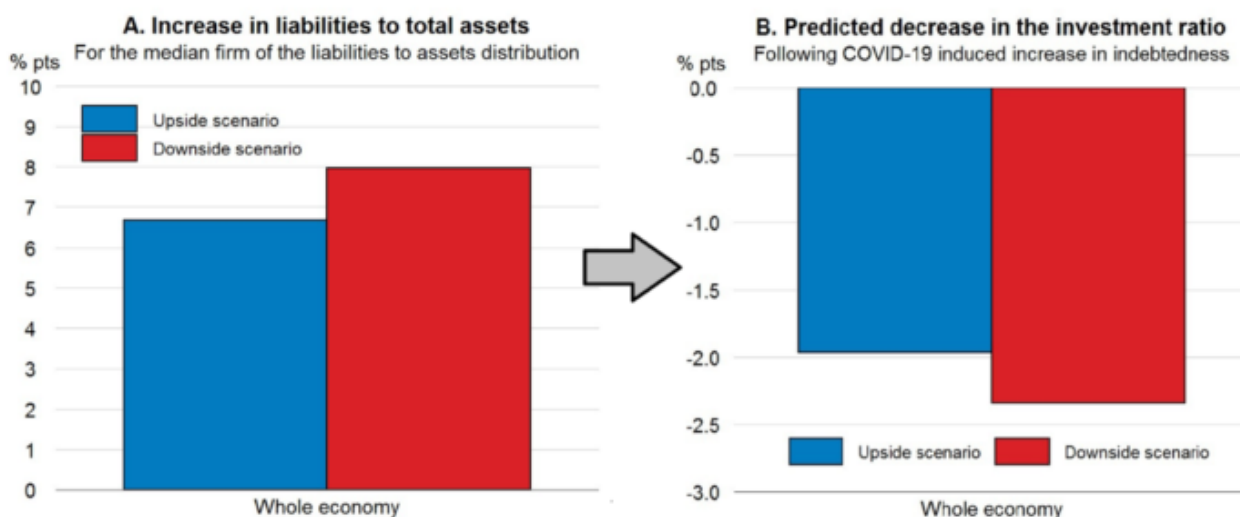 A. Increase in liabilities to total assets
For the median firm of the liabilities to assets distribution
% pts
10
9
8
7
6
5
4
3
2
1
0
Upside scenario
Downside scenario
Whole economy
B. Predicted decrease in the investment ratio
Following COVID-19 induced increase in indebtedness
% pts
0.0
-0.5
-1.0
-1.5
-2.0
-2.5
-3.0
Upside scenario
Downside scenario
Whole economy